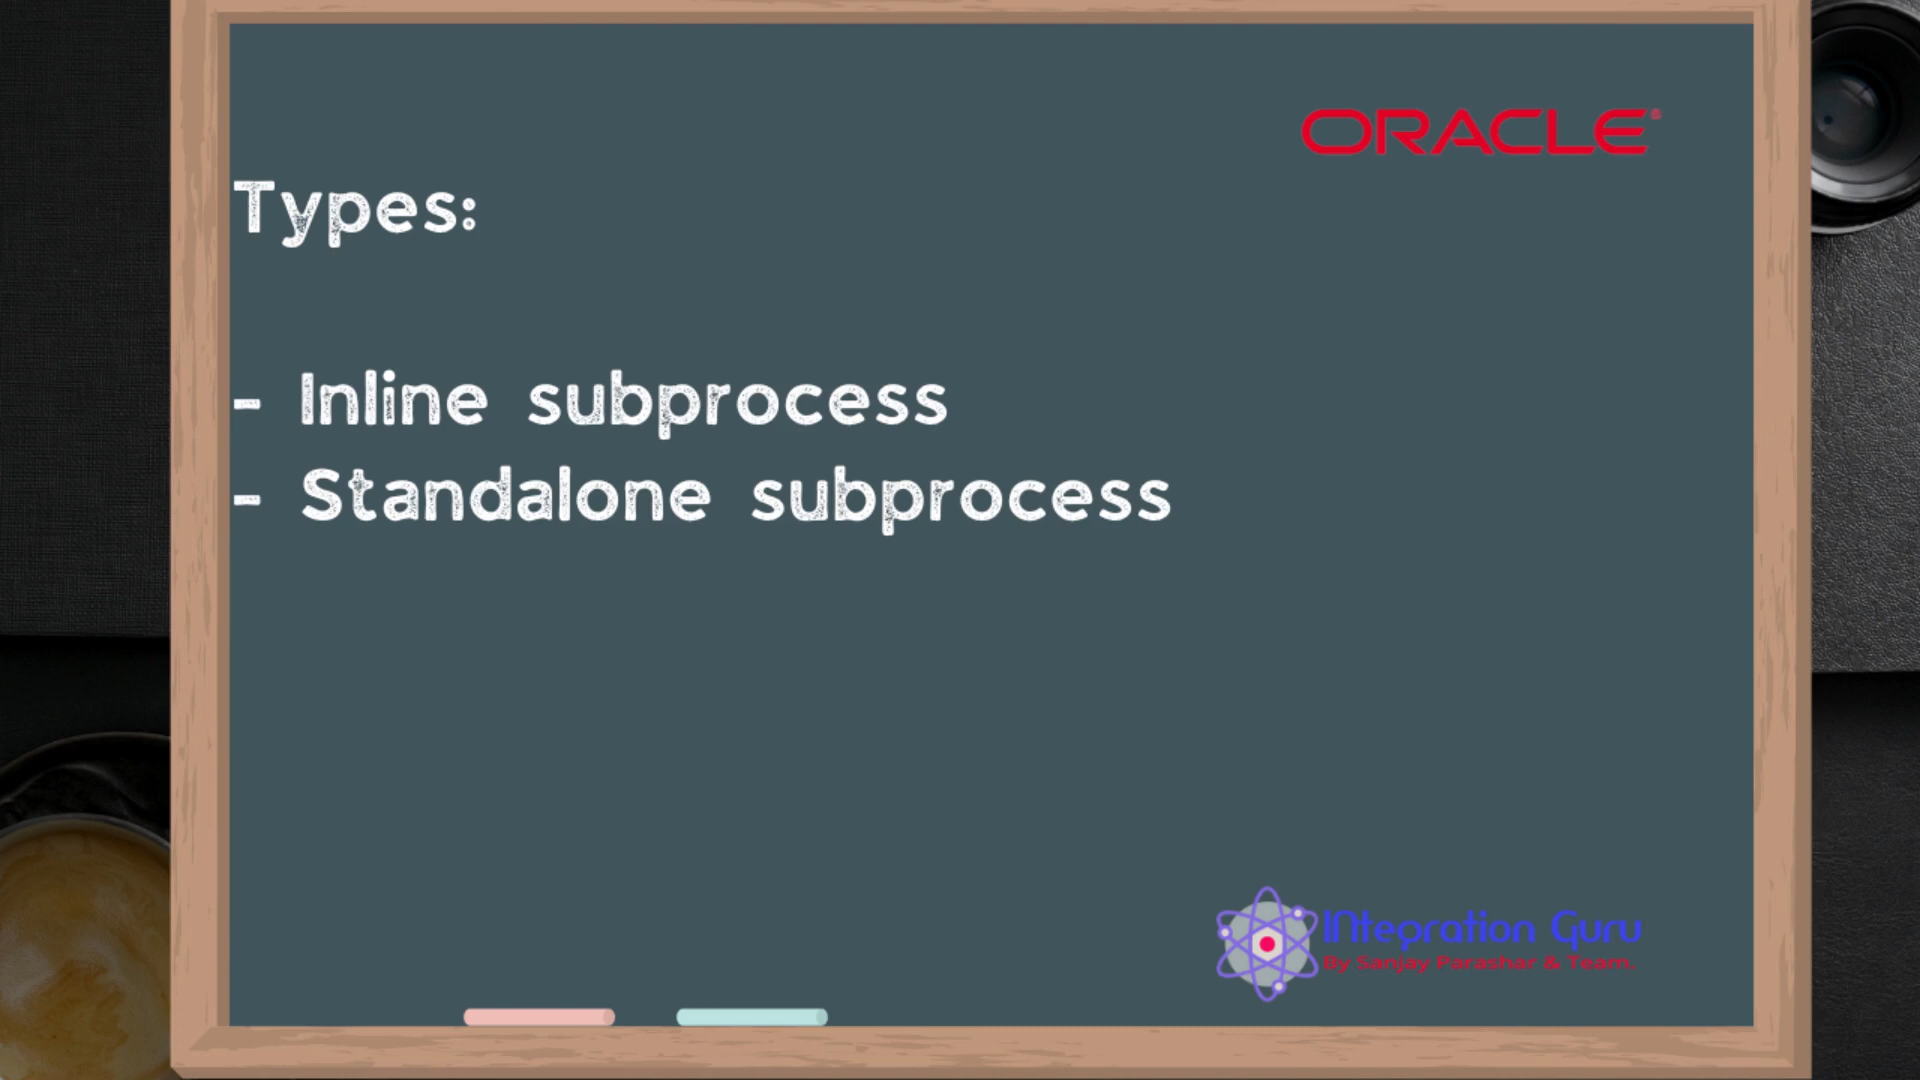 ORACLE
Types:
- Inline subprocess
- Standalone subprocess
INtegration Guru
By Sanjay Parashar & Team.